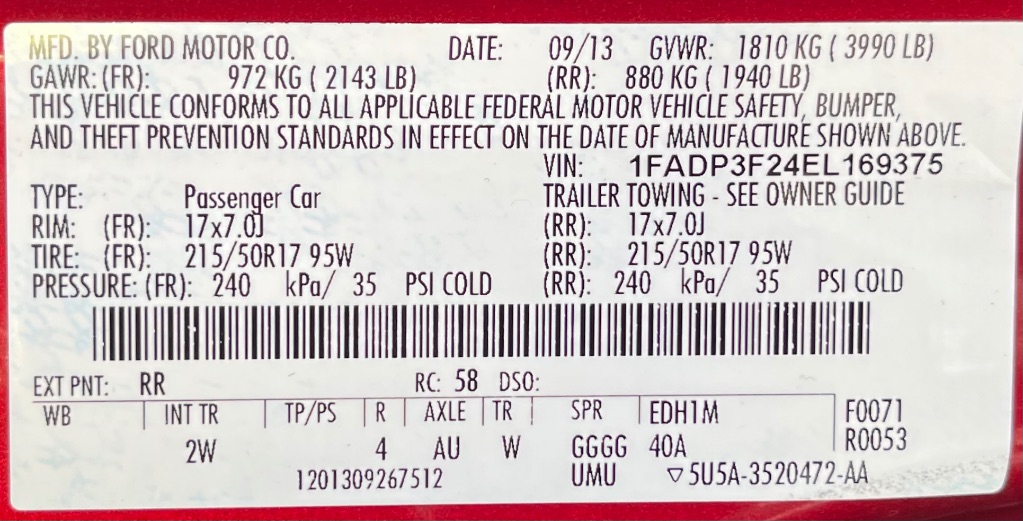 MFD. BY FORD MOTOR CO. DATE: 09/13 GVWR: 1810 KG ( 3990 LB)
GAWR: (FR): 972 KG ( 2143 LB) (RR): 880 KG ( 1940 LB)
THIS VEHICLE CONFORMS TO ALL APPLICABLE FEDERAL MOTOR VEHICLE SAFETY, BUMPER,
AND THEFT PREVENTION STANDARDS IN EFFECT ON THE DATE OF MANUFACTURE SHOWN ABOVE.
VIN: 1FADP3F24EL169375
TYPE: Passenger Car TRAILER TOWING - SEE OWNER GUIDE
RIM: (FR): 17x7.0J (RR): 17x7.0J
TIRE: (FR): 215/50R17 95W (RR): 215/50R17 95W
PRESSURE: (FR): 240 kPa/ 35 PSI COLD (RR): 240 kPa/ 35 PSI COLD
EXT PNT: RR RC: 58 DSO:
WB INT TR TP/PS R AXLE TR SPR EDH1M F0071
2W 4 AU W GGGG 40A R0053
1201309267512 UMU ▽5U5A-3520472-AA